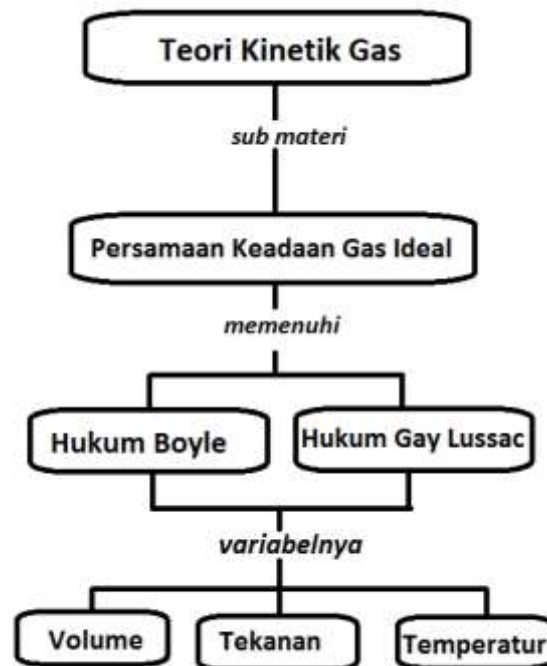 Teori Kinetik Gas
sub materi
Persamaan Keadaan Gas Ideal
memenuhi
Hukum Boyle
Hukum Gay Lussac
variabelnya
Volume
Tekanan
Temperatur